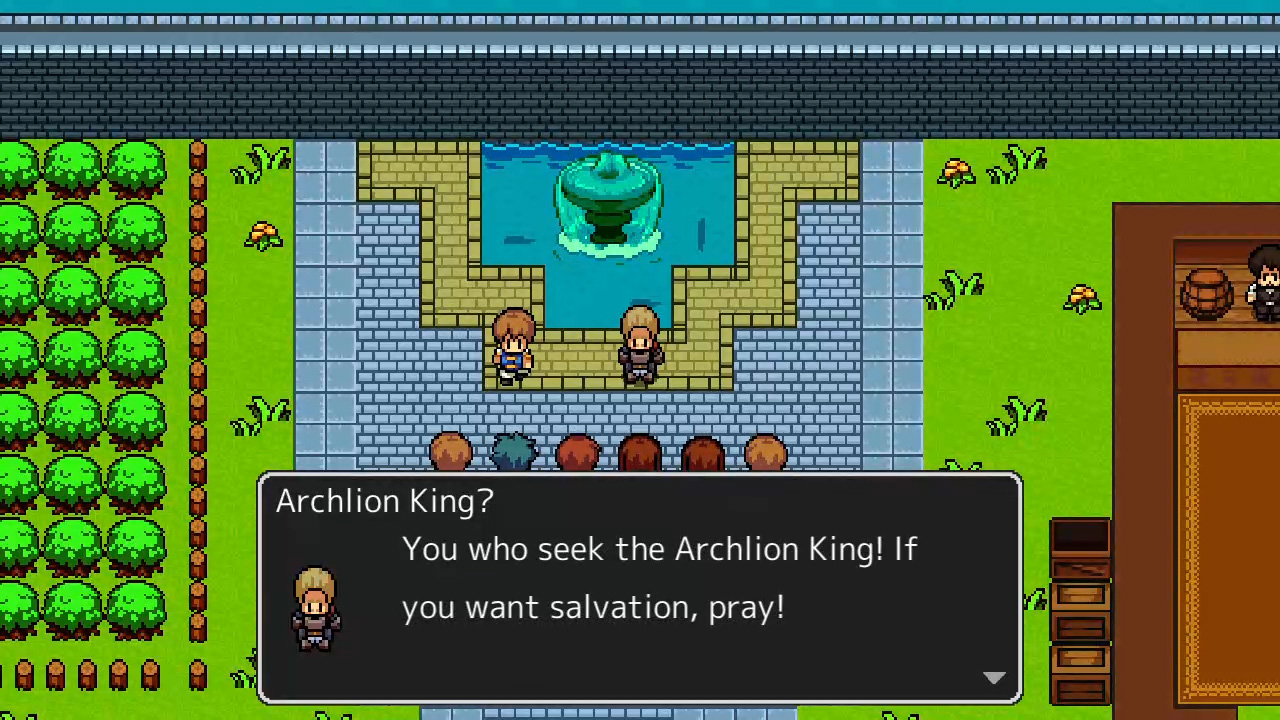 Archlion King?
You who seek the Archlion King! If
you want salvation, pray!